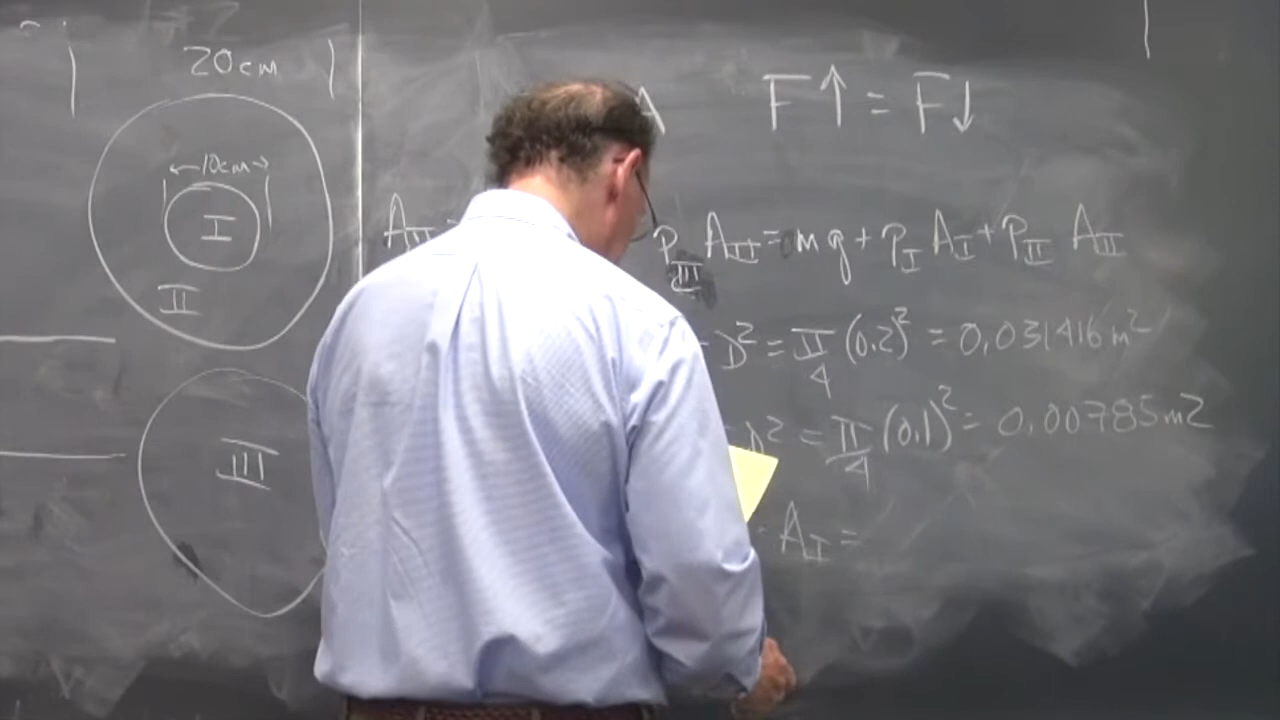 20cm
←10cm→
I
II
III
A F↑ = F↓
A_III = P_III A_III = mg + P_I A_I + P_II A_II
D² = π/4 (0.2)² = 0.031416 m²
D² = π/4 (0.1)² = 0.00785 m2
- A_I =